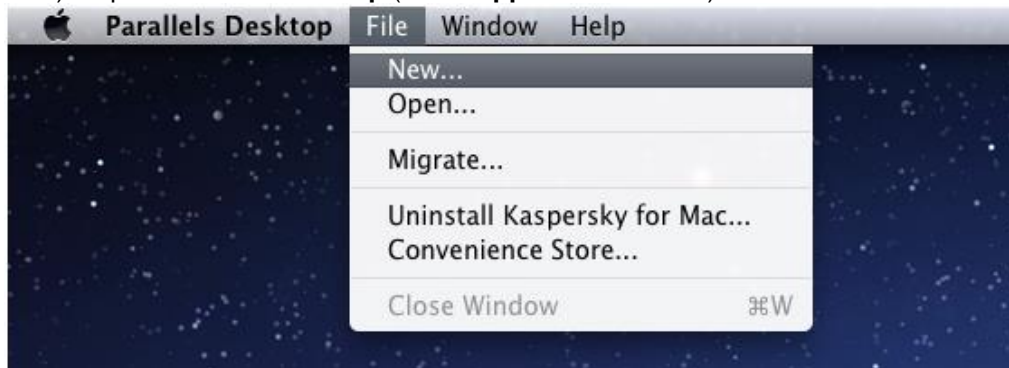 Parallels Desktop File Window Help
New...
Open...
Migrate...
Uninstall Kaspersky for Mac...
Convenience Store...
Close Window ⌘W